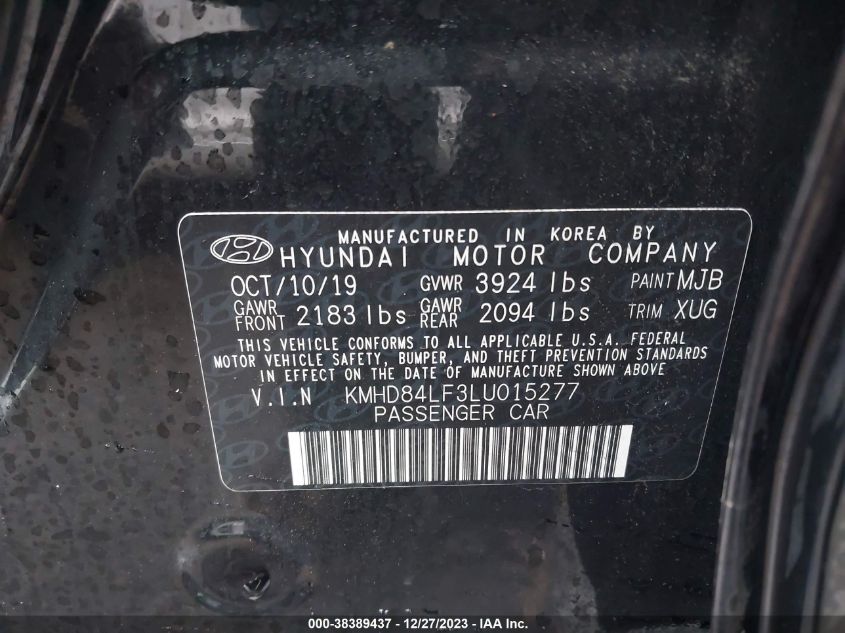 MANUFACTURED IN KOREA BY
HYUNDAI MOTOR COMPANY
OCT/10/19 GVWR 3924 lbs PAINT MJB
GAWR FRONT 2183 lbs GAWR REAR 2094 lbs TRIM XUG
THIS VEHICLE CONFORMS TO ALL APPLICABLE U.S.A. FEDERAL
MOTOR VEHICLE SAFETY, BUMPER, AND THEFT PREVENTION STANDARDS
IN EFFECT ON THE DATE OF MANUFACTURE SHOWN ABOVE
V.I.N KMHD84LF3LU015277
PASSENGER CAR
000-38389437 - 12/27/2023 - IAA Inc.